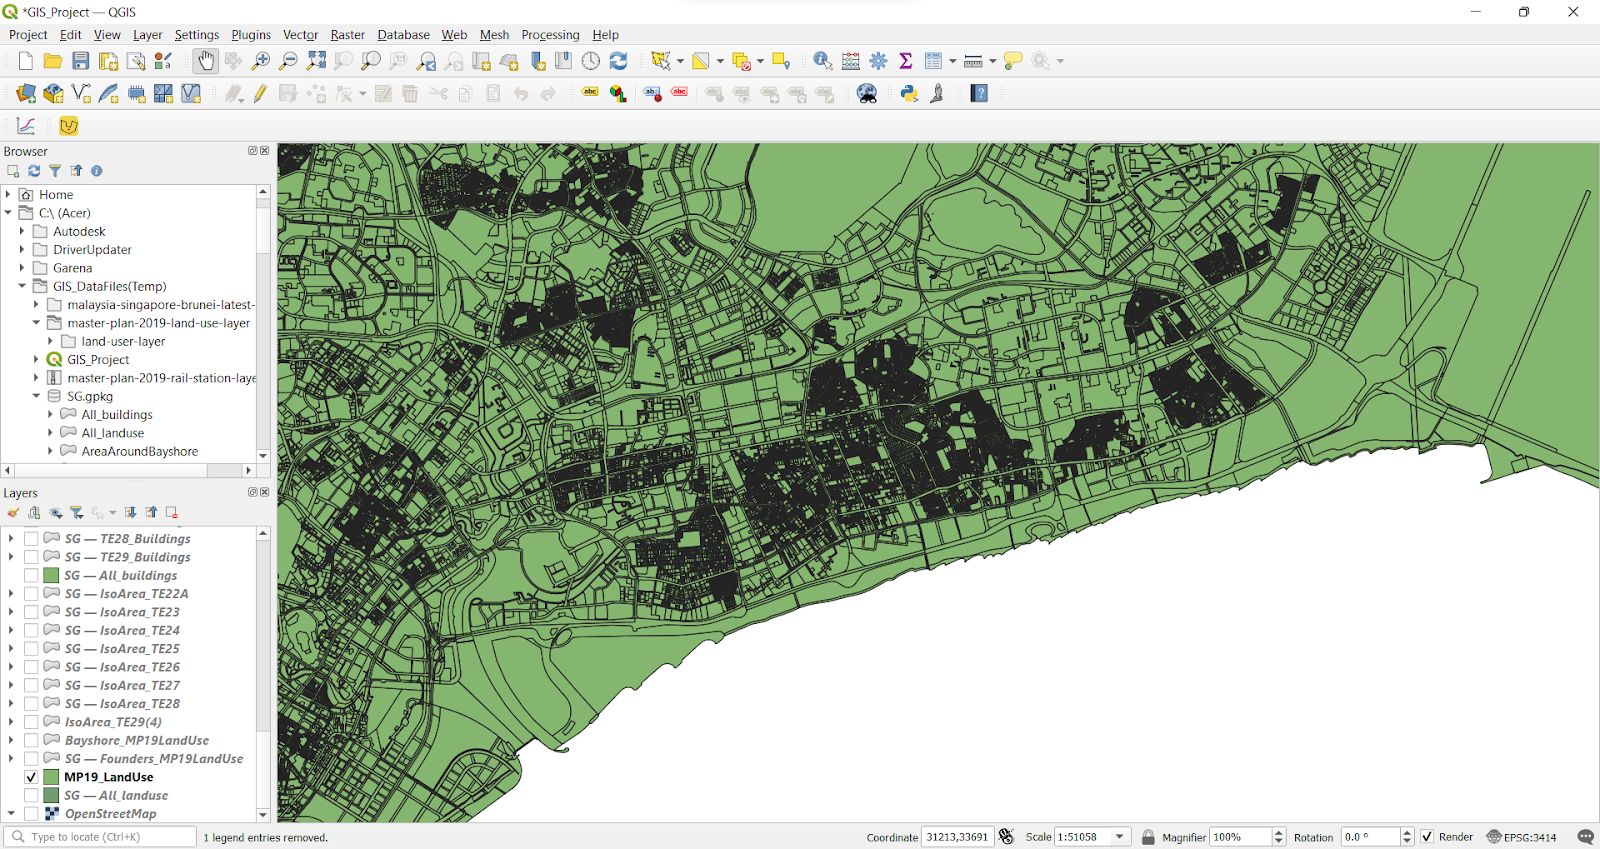 *GIS_Project — QGIS
Project Edit View Layer Settings Plugins Vector Raster Database Web Mesh Processing Help
abc abc abc
Browser
Home
C:\ (Acer)
Autodesk
DriverUpdater
Garena
GIS_DataFiles(Temp)
malaysia-singapore-brunei-latest-
master-plan-2019-land-use-layer
land-user-layer
GIS_Project
master-plan-2019-rail-station-laye
SG.gpkg
All_buildings
All_landuse
AreaAroundBayshore
Layers
SG — TE28_Buildings
SG — TE29_Buildings
SG — All_buildings
SG — IsoArea_TE22A
SG — IsoArea_TE23
SG — IsoArea_TE24
SG — IsoArea_TE25
SG — IsoArea_TE26
SG — IsoArea_TE27
SG — IsoArea_TE28
IsoArea_TE29(4)
Bayshore_MP19LandUse
SG — Founders_MP19LandUse
MP19_LandUse
SG — All_landuse
OpenStreetMap
Type to locate (Ctrl+K) 1 legend entries removed. Coordinate 31213,33691 Scale 1:51058 Magnifier 100% Rotation 0.0 ° Render EPSG:3414